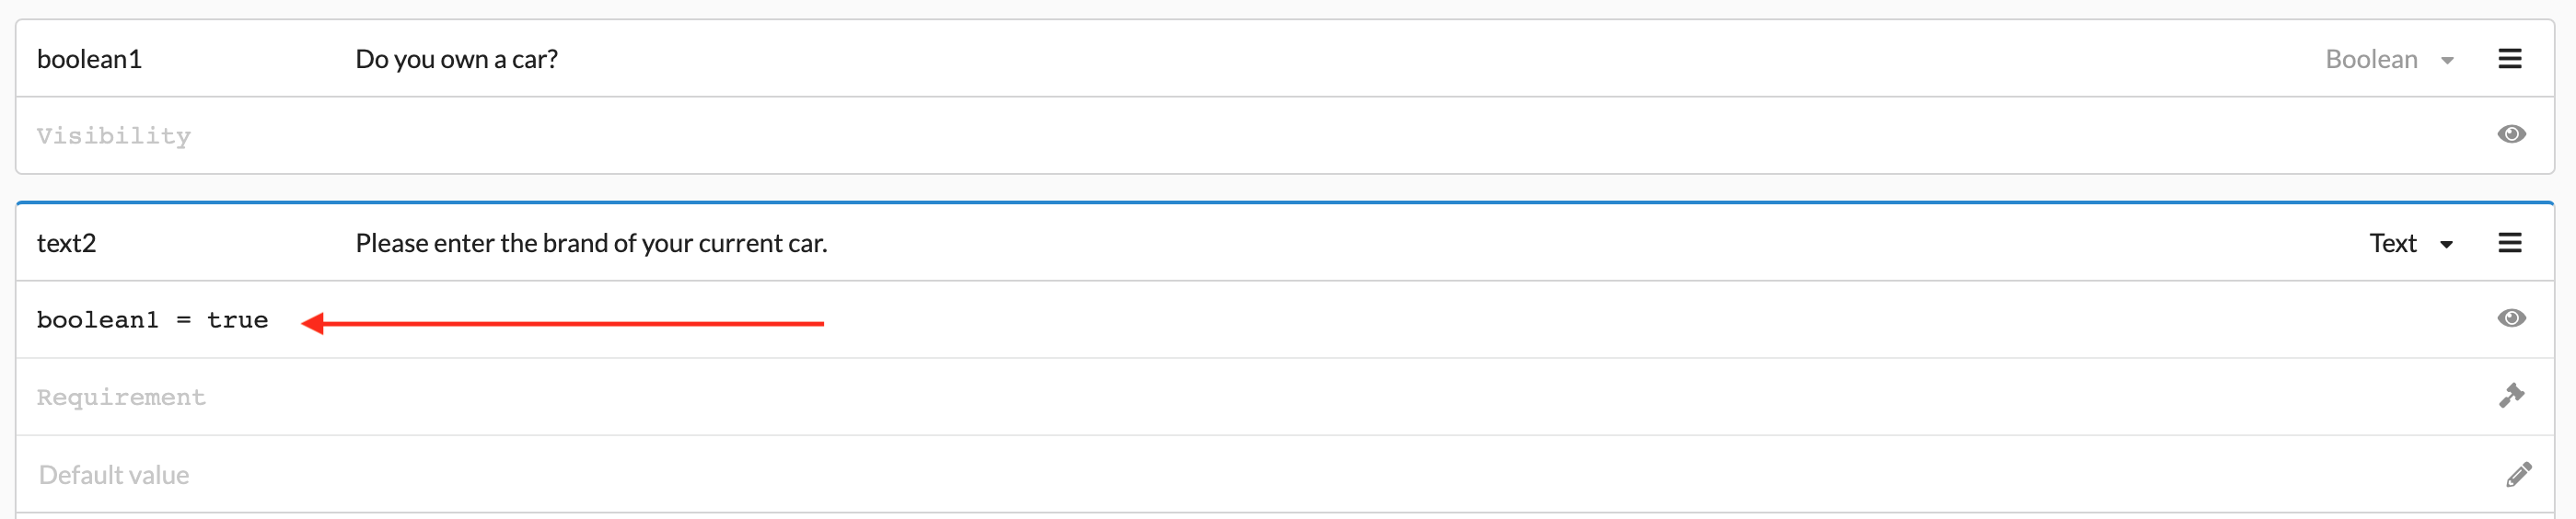 boolean1 Do you own a car? Boolean
Visibility
text2 Please enter the brand of your current car. Text
boolean1 = true
Requirement
Default value